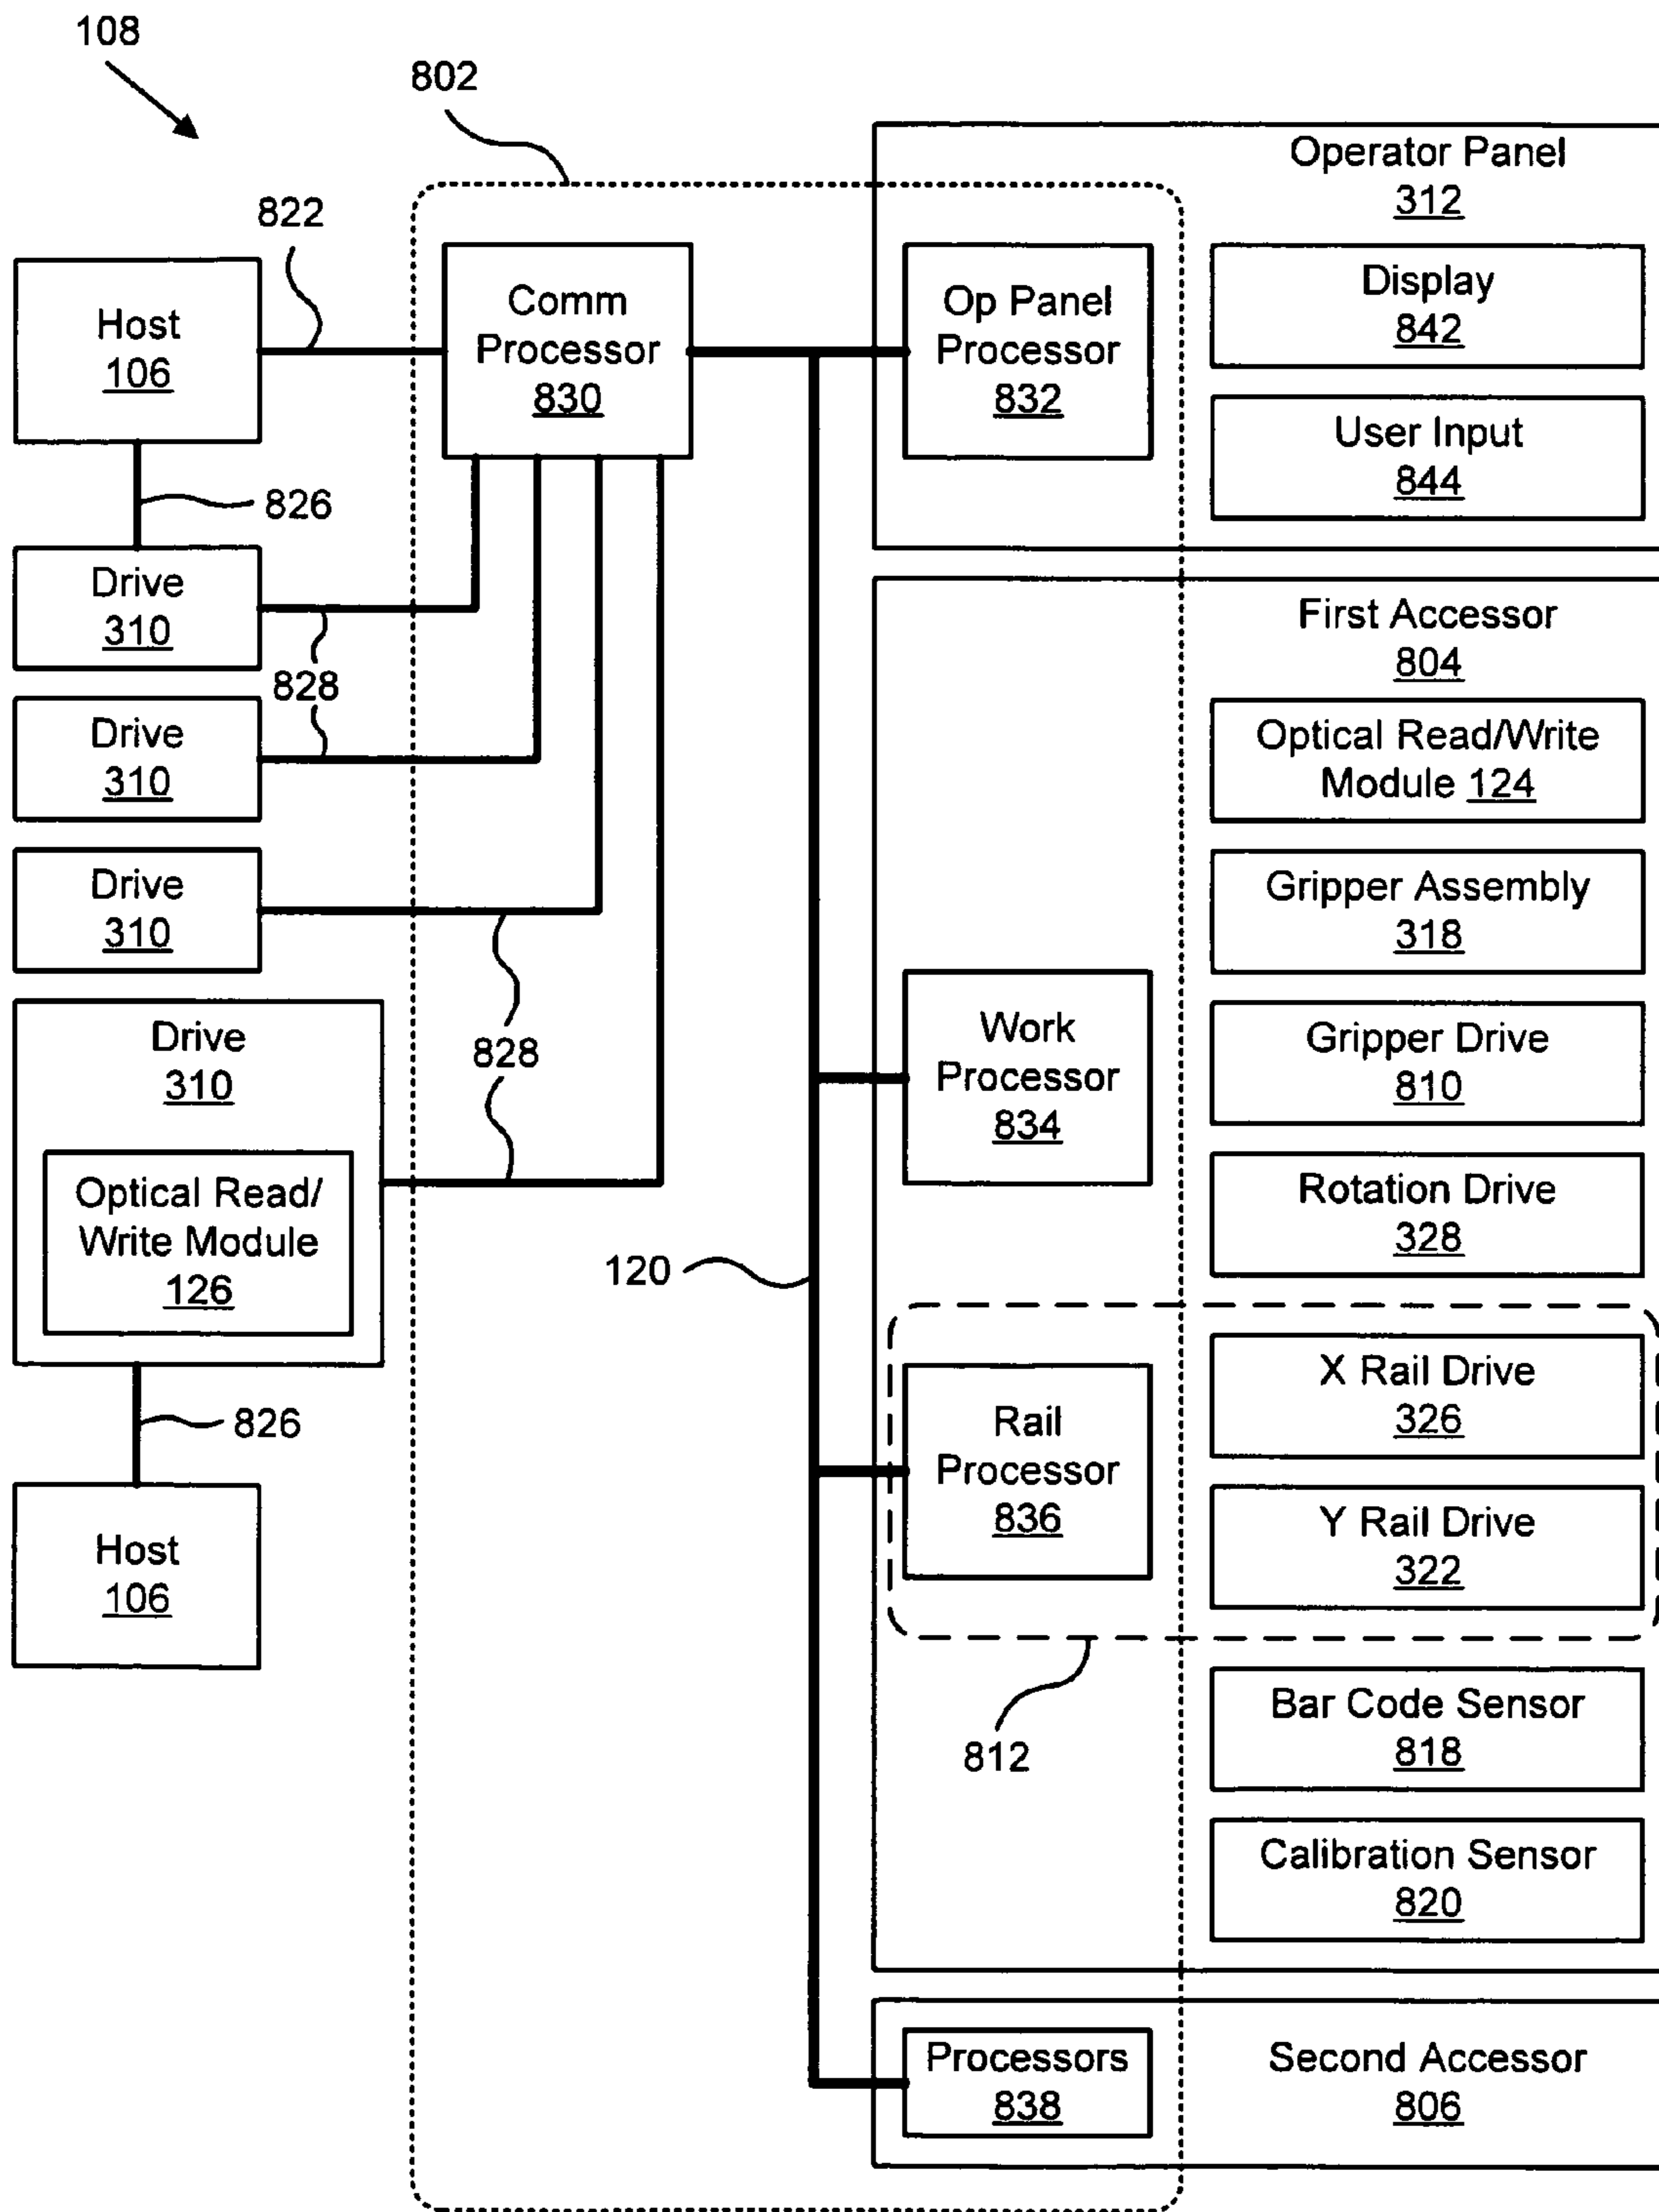 108
802
822
Host
106
826
Drive
310
828
Drive
310
Drive
310
828
Drive
310
Optical Read/
Write Module
126
826
Host
106
Comm
Processor
830
120
Operator Panel
312
Op Panel
Processor
832
Display
842
User Input
844
First Accessor
804
Optical Read/Write
Module 124
Gripper Assembly
318
Work
Processor
834
Gripper Drive
810
Rotation Drive
328
Rail
Processor
836
X Rail Drive
326
Y Rail Drive
322
812
Bar Code Sensor
818
Calibration Sensor
820
Processors
838
Second Accessor
806